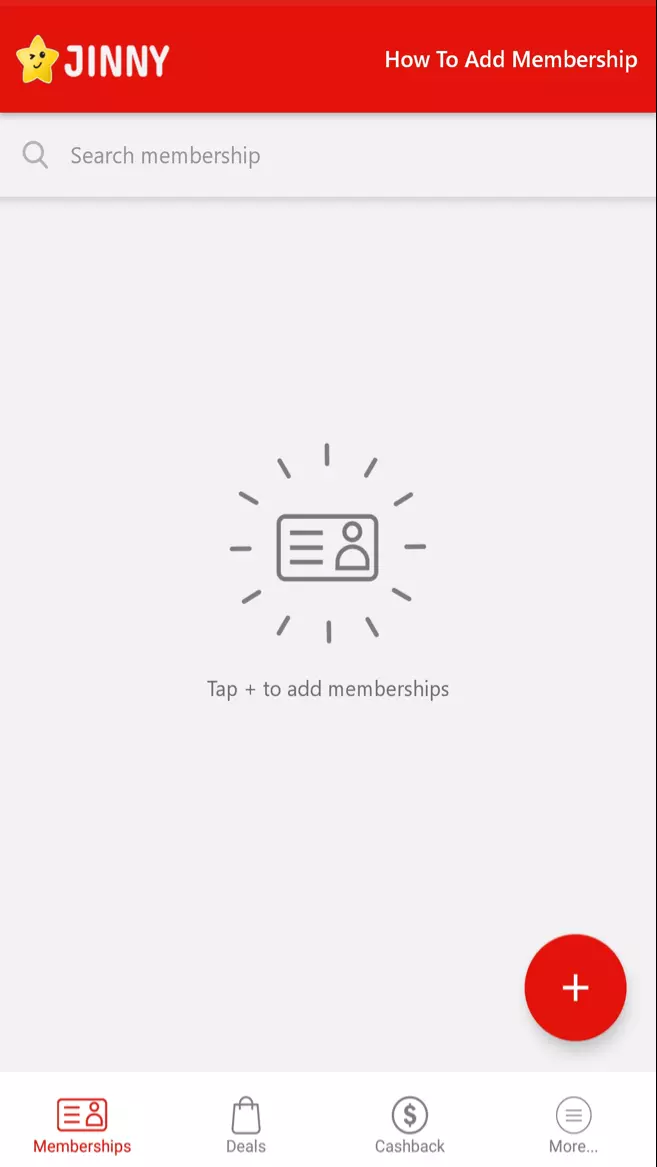 JINNY
How To Add Membership
Search membership
Tap + to add memberships
+
Memberships
Deals
Cashback
More...